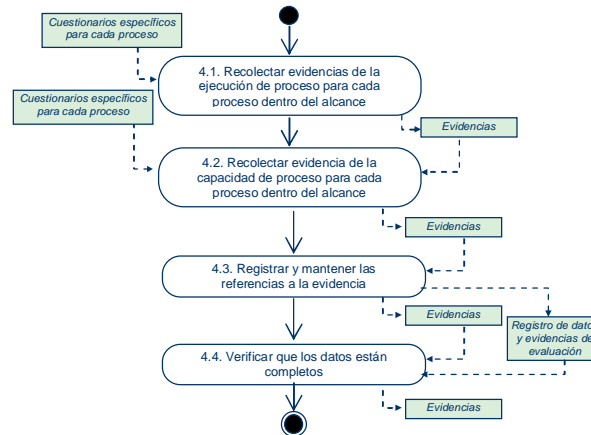 Cuestionarios específicos
para cada proceso
4.1. Recolectar evidencias de la
ejecución de proceso para cada
proceso dentro del alcance
Cuestionarios específicos
para cada proceso
Evidencias
4.2. Recolectar evidencia de la
capacidad de proceso para cada
proceso dentro del alcance
Evidencias
4.3. Registrar y mantener las
referencias a la evidencia
Evidencias
Registro de datos
y evidencias de
evaluación
4.4. Verificar que los datos están
completos
Evidencias